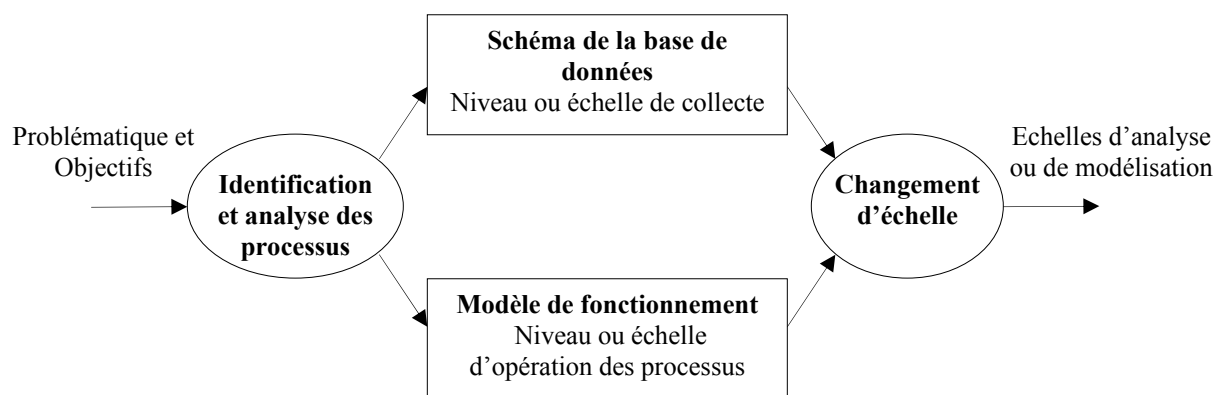 Problématique et
Objectifs
Identification
et analyse des
processus
Schéma de la base de
données
Niveau ou échelle de collecte
Modèle de fonctionnement
Niveau ou échelle
d’opération des processus
Changement
d’échelle
Echelles d’analyse
ou de modélisation